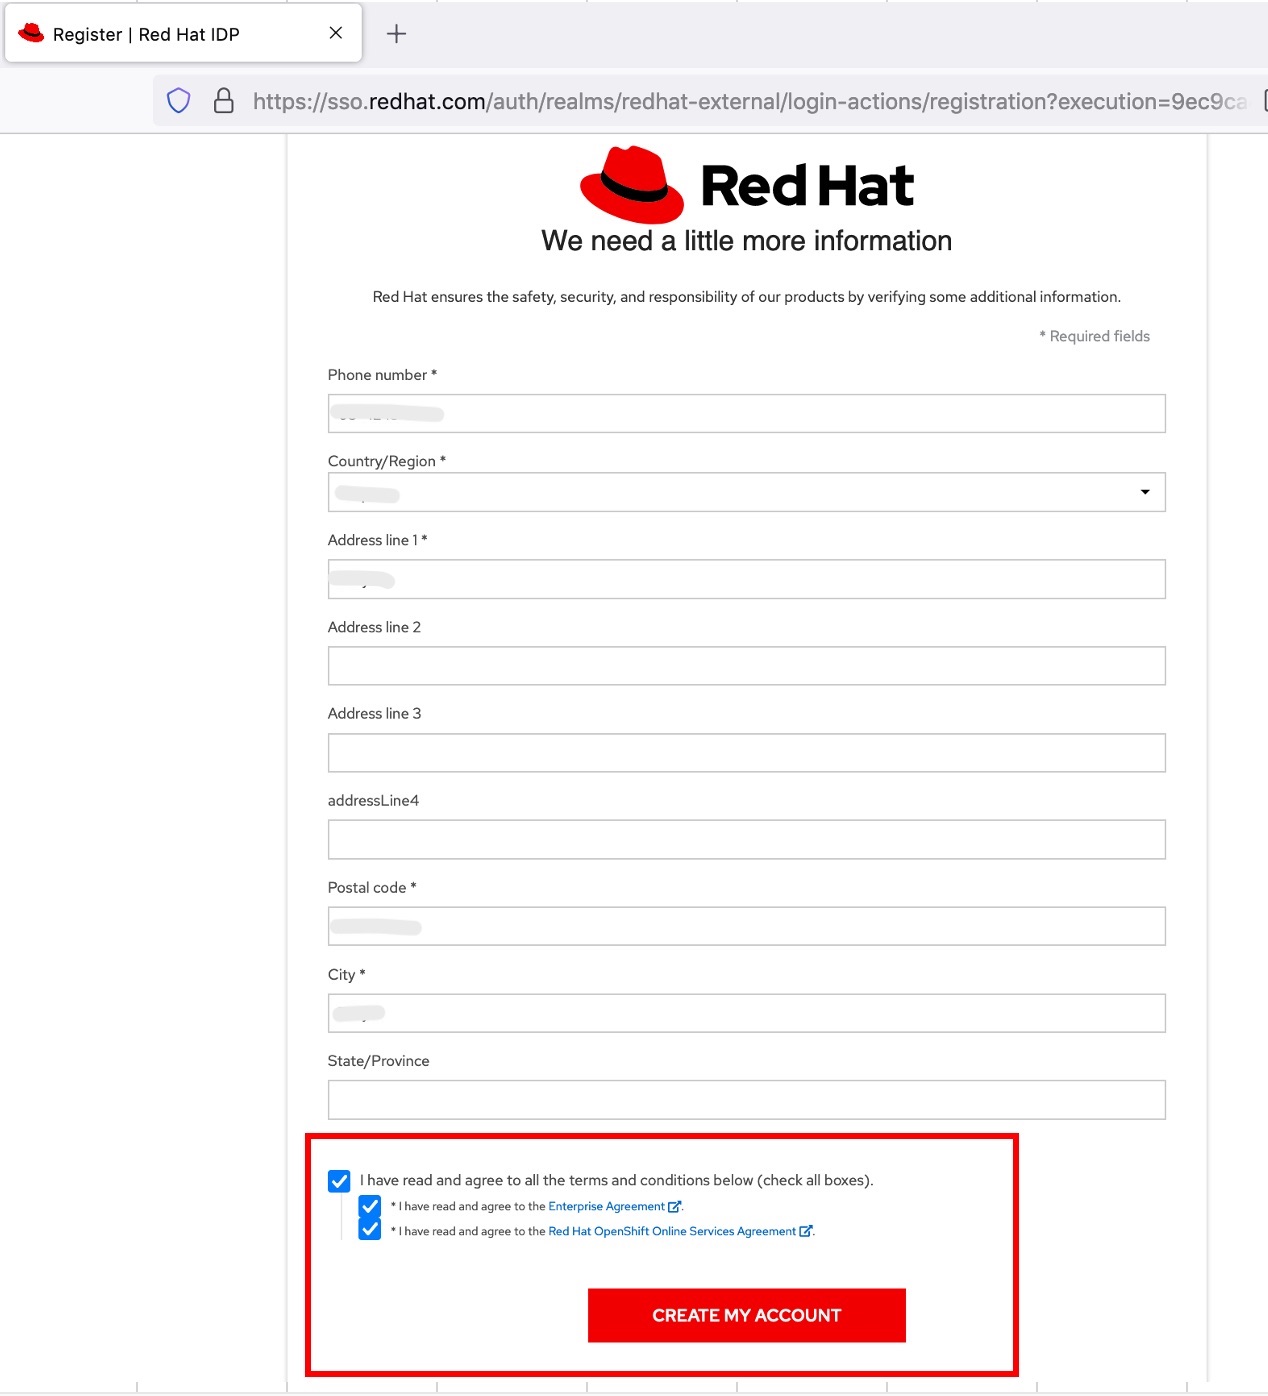 Register | Red Hat IDP
https://sso.redhat.com/auth/realms/redhat-external/login-actions/registration?execution=9ec9ca
Red Hat
We need a little more information
Red Hat ensures the safety, security, and responsibility of our products by verifying some additional information.
* Required fields
Phone number *
Country/Region *
Address line 1 *
Address line 2
Address line 3
addressLine4
Postal code *
City *
State/Province
I have read and agree to all the terms and conditions below (check all boxes).
* I have read and agree to the Enterprise Agreement.
* I have read and agree to the Red Hat OpenShift Online Services Agreement.
CREATE MY ACCOUNT